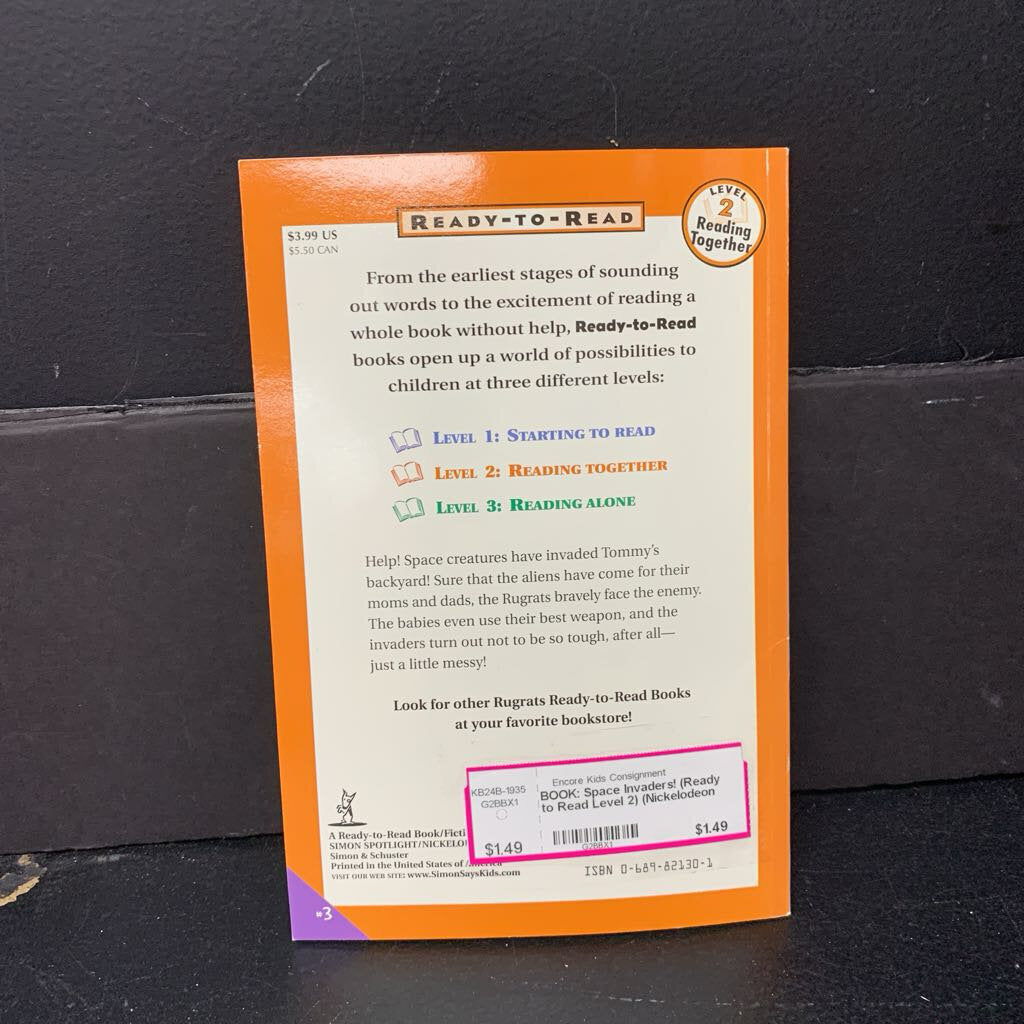 READY-TO-READ
LEVEL
2
Reading
Together
$3.99 US
$5.50 CAN
From the earliest stages of sounding
out words to the excitement of reading a
whole book without help, Ready-to-Read
books open up a world of possibilities to
children at three different levels:
LEVEL 1: STARTING TO READ
LEVEL 2: READING TOGETHER
LEVEL 3: READING ALONE
Help! Space creatures have invaded Tommy's
backyard! Sure that the aliens have come for their
moms and dads, the Rugrats bravely face the enemy.
The babies even use their best weapon, and the
invaders turn out not to be so tough, after all—
just a little messy!
Look for other Rugrats Ready-to-Read Books
at your favorite bookstore!
KB24B-1935
G2BBX1
$1.49
Encore Kids Consignment
BOOK: Space Invaders! (Ready
to Read Level 2) (Nickelodeon
$1.49
G2BBX1
A Ready-to-Read Book/Ficti
SIMON SPOTLIGHT/NICKELO
Simon & Schuster
Printed in the United States of America
VISIT OUR WEB SITE: www.SimonSaysKids.com
ISBN 0-689-82130-1
#3